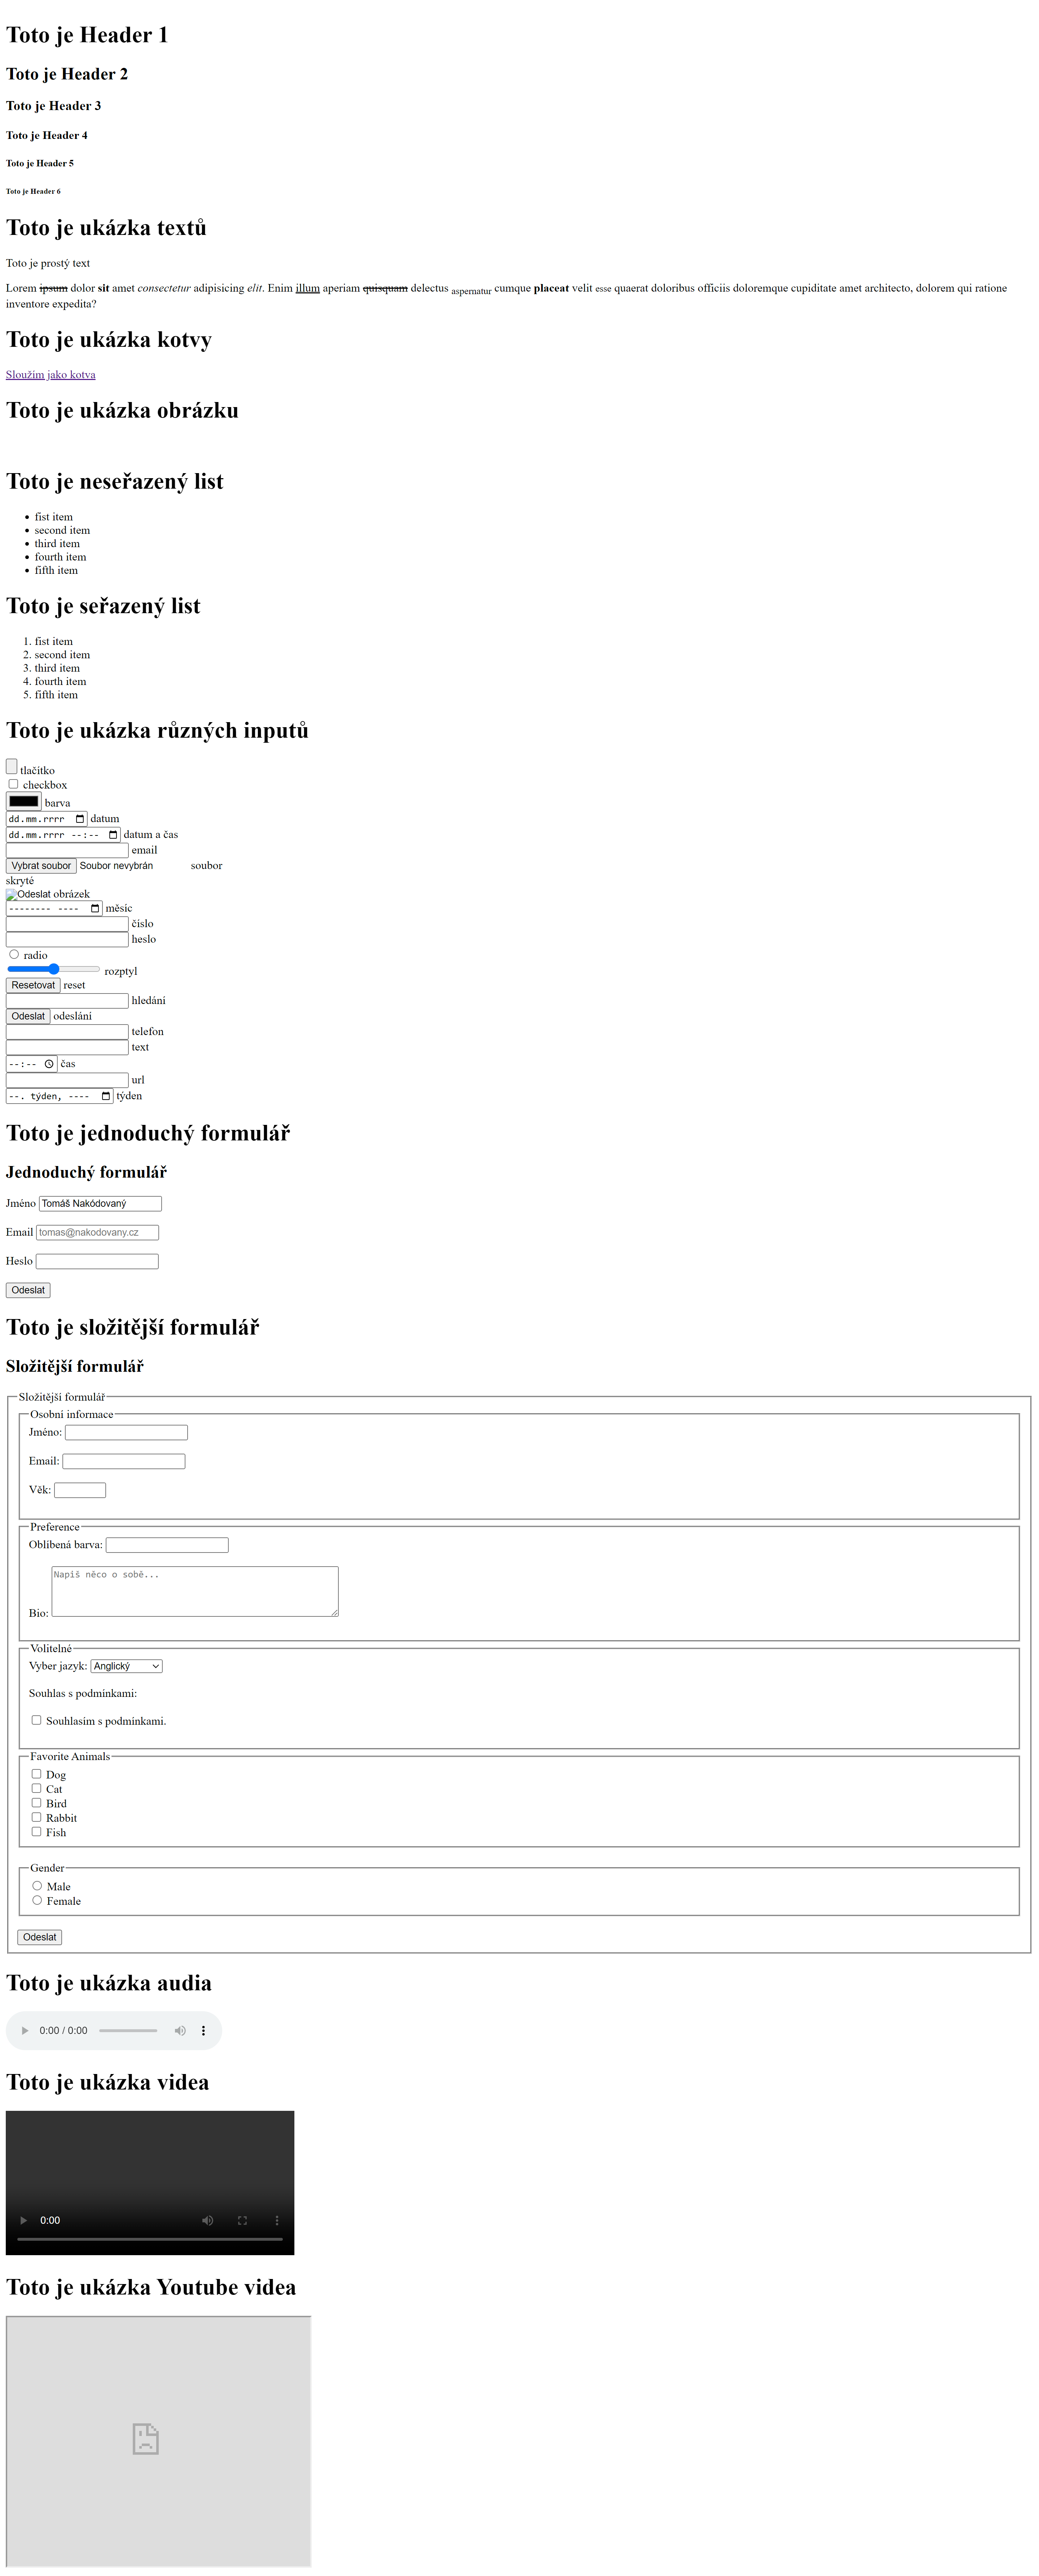 Toto je Header 1
Toto je Header 2
Toto je Header 3
Toto je Header 4
Toto je Header 5
Toto je Header 6
Toto je ukázka textů
Toto je prostý text
Lorem ipsum dolor sit amet consectetur adipisicing elit. Enim illum aperiam quisquam delectus aspernatur cumque placeat velit esse quaerat doloribus officiis doloremque cupiditate amet architecto, dolorem qui ratione
inventore expedita?
Toto je ukázka kotvy
Sloužím jako kotva
Toto je ukázka obrázku
Toto je neseřazený list
fist item
second item
third item
fourth item
fifth item
Toto je seřazený list
1. fist item
2. second item
3. third item
4. fourth item
5. fifth item
Toto je ukázka různých inputů
tlačítko
checkbox
barva
dd.mm.rrrr datum
dd.mm.rrrr --:-- datum a čas
email
Vybrat soubor Soubor nevybrán soubor
skryté
Odeslat obrázek
-------- ---- měsíc
číslo
heslo
radio
rozptyl
Resetovat reset
hledání
Odeslat odeslání
telefon
text
--:-- čas
url
--. týden, ---- týden
Toto je jednoduchý formulář
Jednoduchý formulář
Jméno Tomáš Nakódovaný
Email tomas@nakodovany.cz
Heslo
Odeslat
Toto je složitější formulář
Složitější formulář
Složitější formulář
Osobní informace
Jméno:
Email:
Věk:
Preference
Oblíbená barva:
Napiš něco o sobě...
Bio:
Volitelné
Vyber jazyk: Anglický
Souhlas s podmínkami:
Souhlasím s podmínkami.
Favorite Animals
Dog
Cat
Bird
Rabbit
Fish
Gender
Male
Female
Odeslat
Toto je ukázka audia
0:00 / 0:00
Toto je ukázka videa
0:00
Toto je ukázka Youtube videa